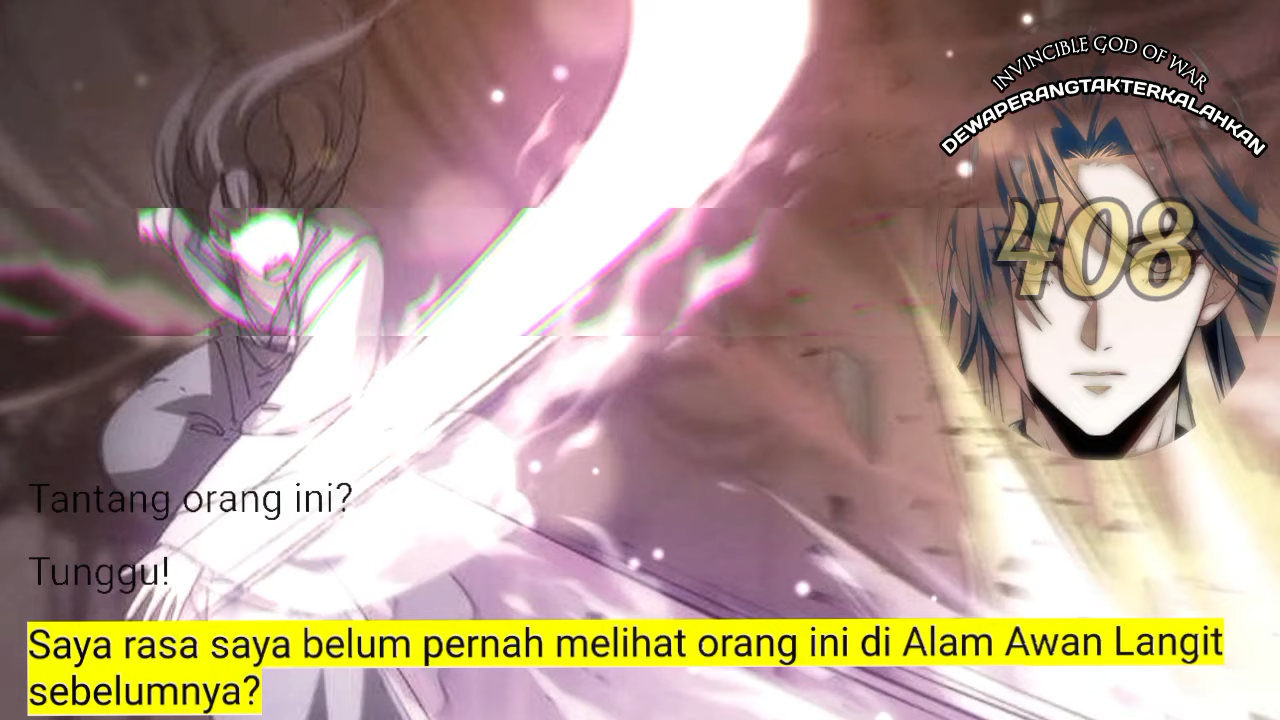 INVINCIBLE GOD OF WAR
DEWAPERANGTAKTERKALAHKAN
408
Tantang orang ini?
Tunggu!
Saya rasa saya belum pernah melihat orang ini di Alam Awan Langit
sebelumnya?